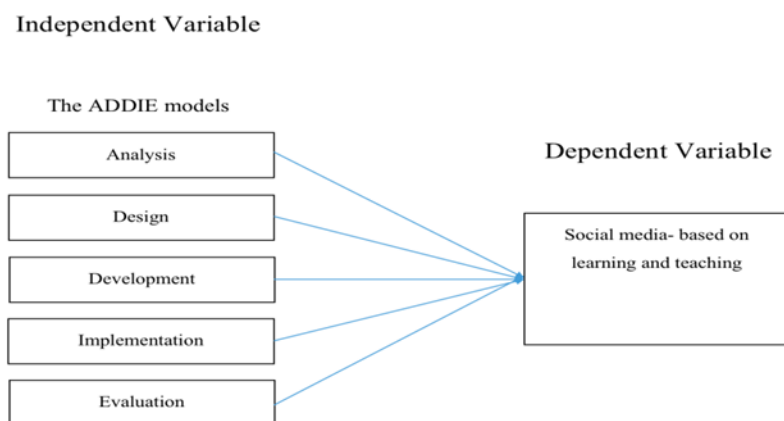 Independent Variable
The ADDIE models
Analysis
Design
Development
Implementation
Evaluation
Dependent Variable
Social media- based on
learning and teaching